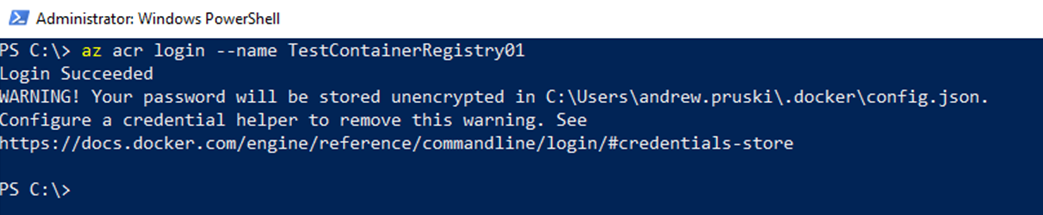 Administrator: Windows PowerShell
PS C:\> az acr login --name TestContainerRegistry01
Login Succeeded
WARNING! Your password will be stored unencrypted in C:\Users\andrew.pruski\.docker\config.json.
Configure a credential helper to remove this warning. See
https://docs.docker.com/engine/reference/commandline/login/#credentials-store
PS C:\>